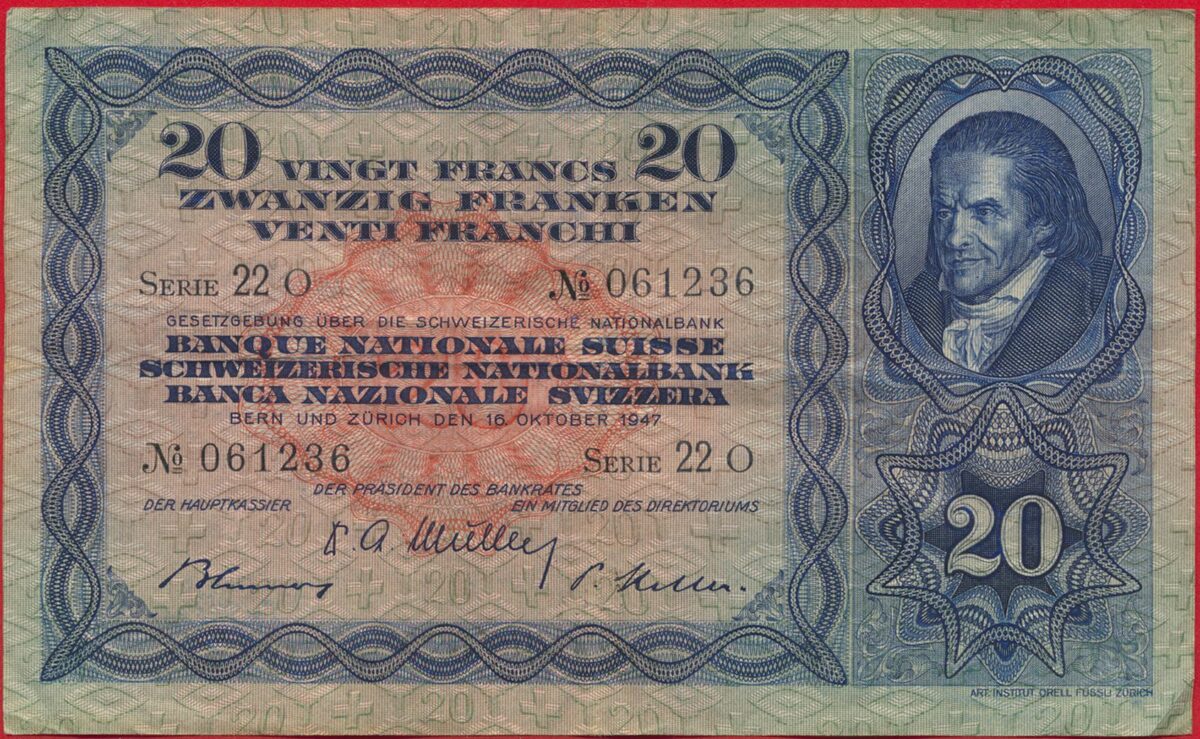 20 VINGT FRANCS 20
ZWANZIG FRANKEN
VENTI FRANCHI
SERIE 22 O No 061236
GESETZGEBUNG ÜBER DIE SCHWEIZERISCHE NATIONALBANK
BANQUE NATIONALE SUISSE
SCHWEIZERISCHE NATIONALBANK
BANCA NAZIONALE SVIZZERA
BERN UND ZÜRICH DEN 16. OKTOBER 1947
No 061236 SERIE 22 O
DER PRÄSIDENT DES BANKRATES
DER HAUPTKASSIER EIN MITGLIED DES DIREKTORIUMS
20
ART. INSTITUT ORELL FÜSSLI ZÜRICH